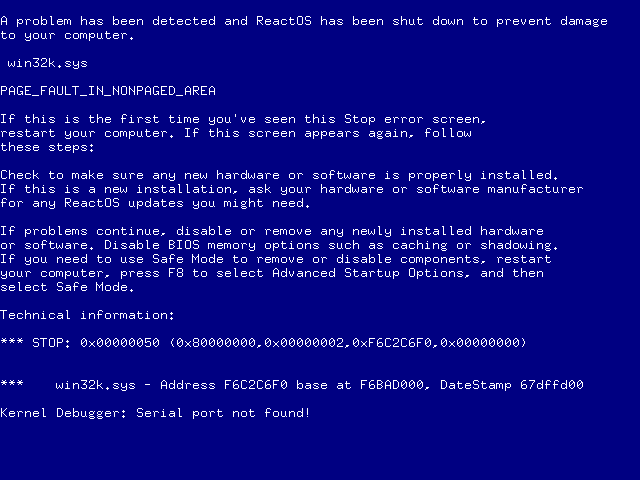 A problem has been detected and ReactOS has been shut down to prevent damage
to your computer.
win32k.sys
PAGE_FAULT_IN_NONPAGED_AREA
If this is the first time you've seen this Stop error screen,
restart your computer. If this screen appears again, follow
these steps:
Check to make sure any new hardware or software is properly installed.
If this is a new installation, ask your hardware or software manufacturer
for any ReactOS updates you might need.
If problems continue, disable or remove any newly installed hardware
or software. Disable BIOS memory options such as caching or shadowing.
If you need to use Safe Mode to remove or disable components, restart
your computer, press F8 to select Advanced Startup Options, and then
select Safe Mode.
Technical information:
*** STOP: 0x00000050 (0x80000000,0x00000002,0xF6C2C6F0,0x00000000)
***    win32k.sys - Address F6C2C6F0 base at F6BAD000, DateStamp 67dffd00
Kernel Debugger: Serial port not found!